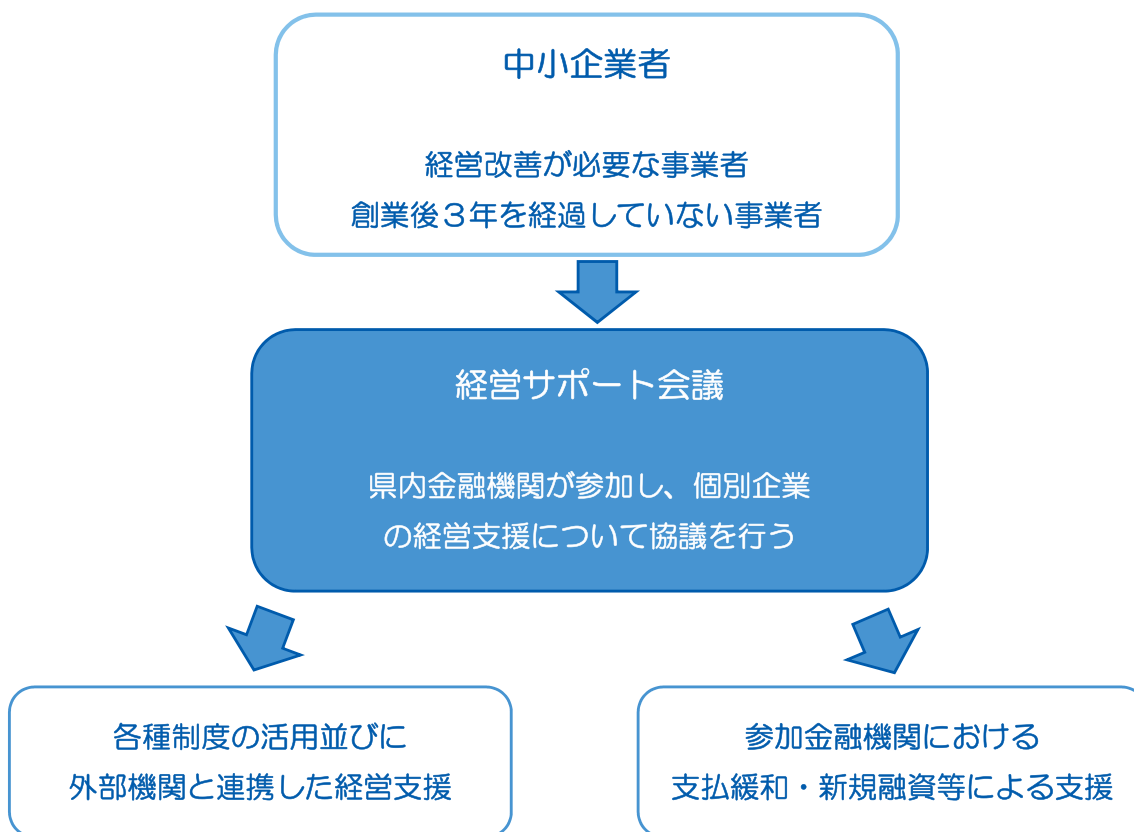 中小企業者
経営改善が必要な事業者
創業後３年を経過していない事業者
経営サポート会議
県内金融機関が参加し、個別企業
の経営支援について協議を行う
各種制度の活用並びに
外部機関と連携した経営支援
参加金融機関における
支払緩和・新規融資等による支援